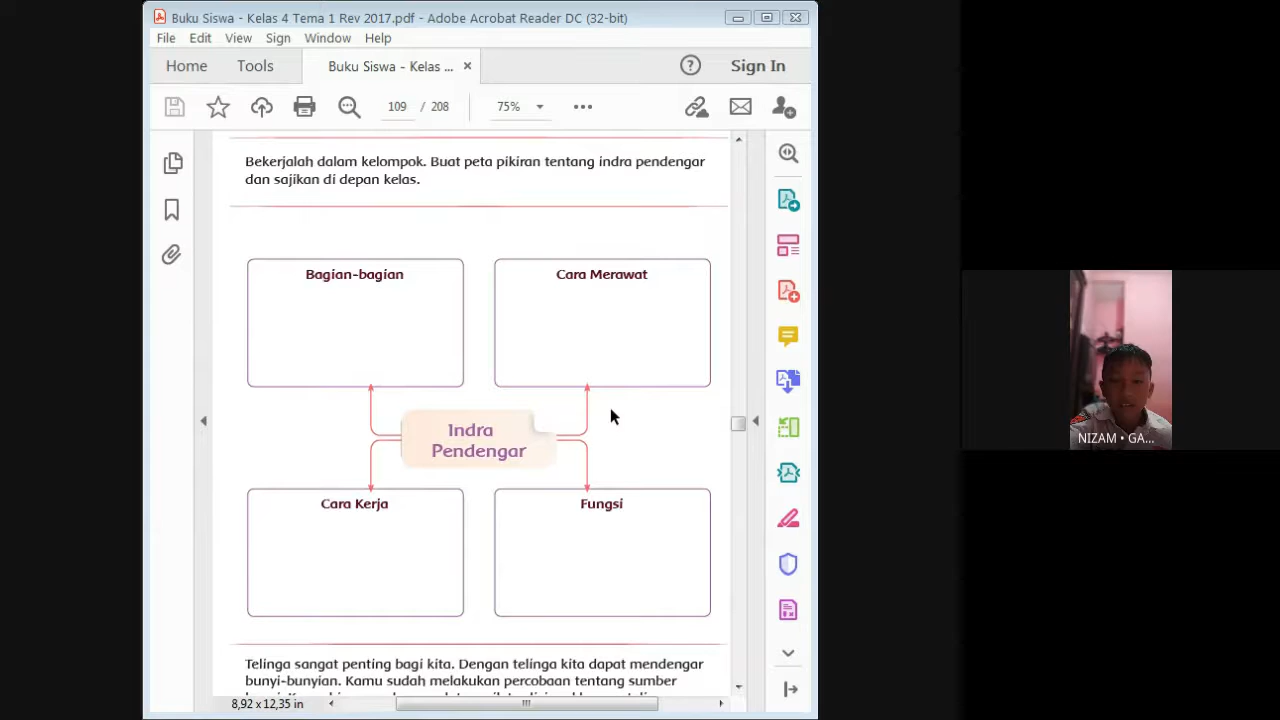 Buku Siswa - Kelas 4 Tema 1 Rev 2017.pdf - Adobe Acrobat Reader DC (32-bit)
File Edit View Sign Window Help
Home Tools Buku Siswa - Kelas ... × ? Sign In
109 / 208 75%
Bekerjalah dalam kelompok. Buat peta pikiran tentang indra pendengar
dan sajikan di depan kelas.
Bagian-bagian Cara Merawat
Indra
Pendengar
Cara Kerja Fungsi
Telinga sangat penting bagi kita. Dengan telinga kita dapat mendengar
bunyi-bunyian. Kamu sudah melakukan percobaan tentang sumber
8,92 x 12,35 in
NIZAM • GA...